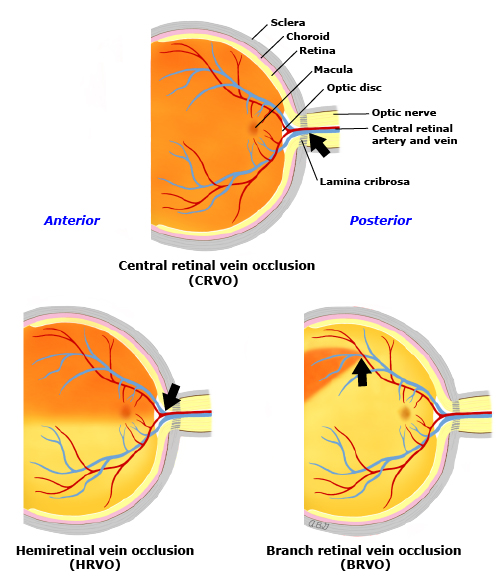 Sclera
Choroid
Retina
Macula
Optic disc
Optic nerve
Central retinal
artery and vein
Lamina cribrosa
Anterior
Posterior
Central retinal vein occlusion
(CRVO)
Hemiretinal vein occlusion
(HRVO)
Branch retinal vein occlusion
(BRVO)